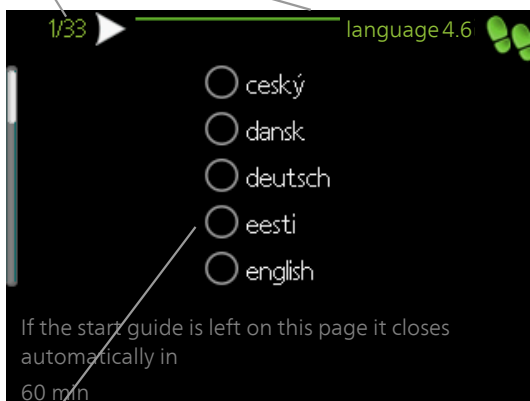 1/33 language 4.6
ceský
dansk
deutsch
eesti
english
If the start guide is left on this page it closes
automatically in
60 min